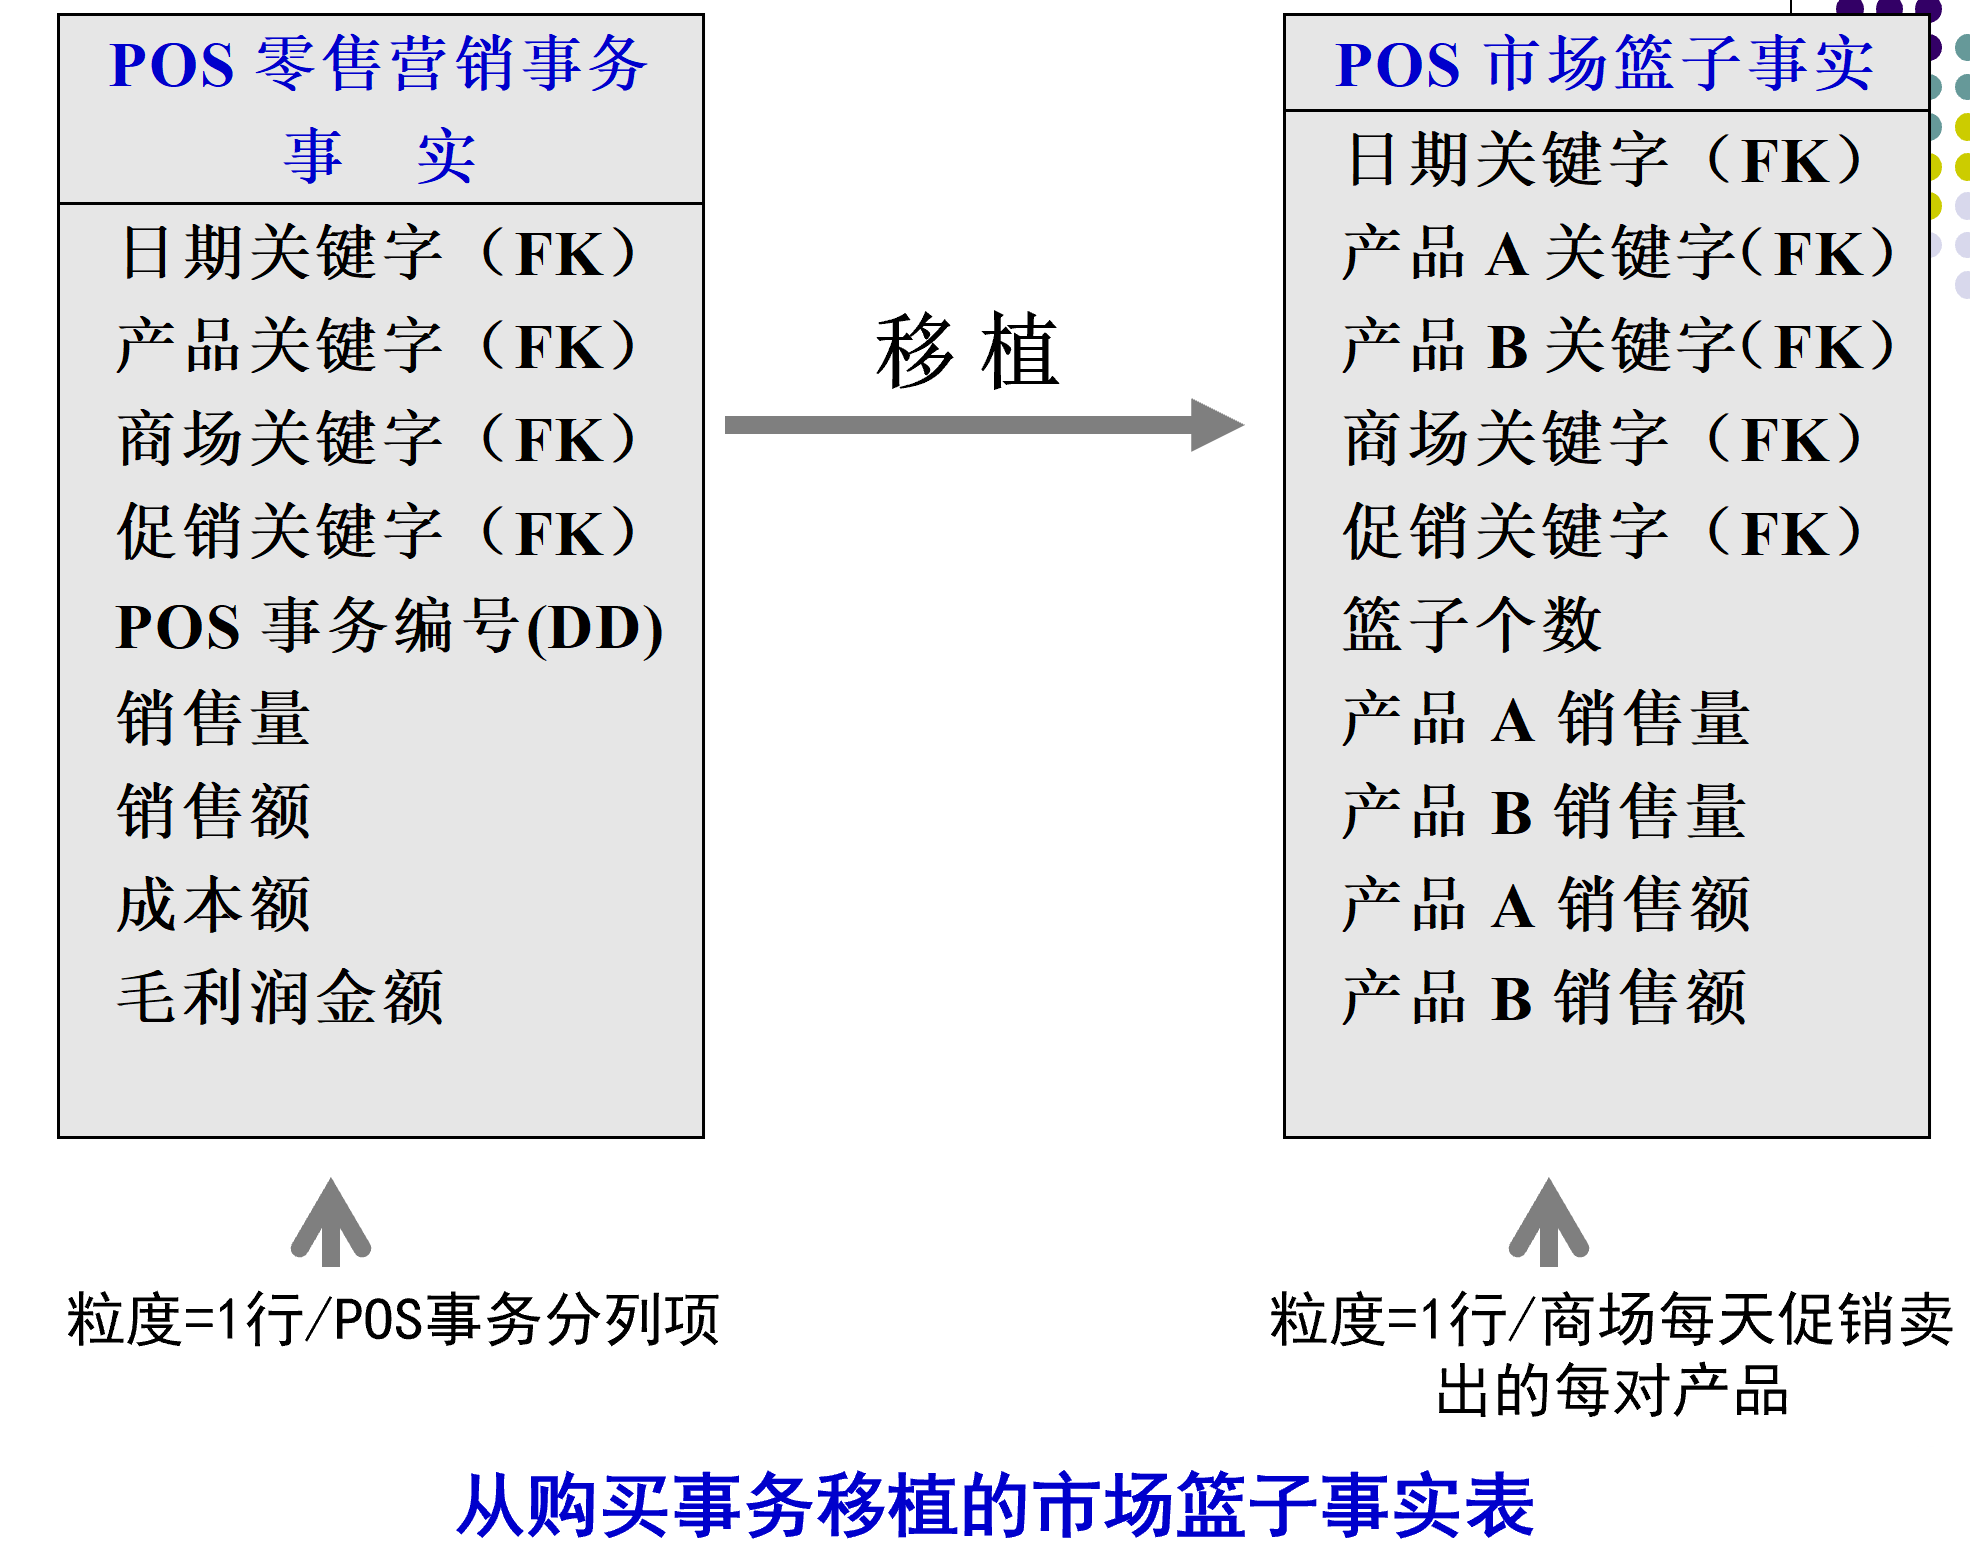 POS 零售营销事务
事 实
日期关键字（FK）
产品关键字（FK）
商场关键字（FK）
促销关键字（FK）
POS 事务编号(DD)
销售量
销售额
成本额
毛利润金额
移 植
POS 市场篮子事实
日期关键字（FK）
产品 A 关键字（FK）
产品 B 关键字（FK）
商场关键字（FK）
促销关键字（FK）
篮子个数
产品 A 销售量
产品 B 销售量
产品 A 销售额
产品 B 销售额
粒度=1行/POS事务分列项
粒度=1行/商场每天促销卖
出的每对产品
从购买事务移植的市场篮子事实表